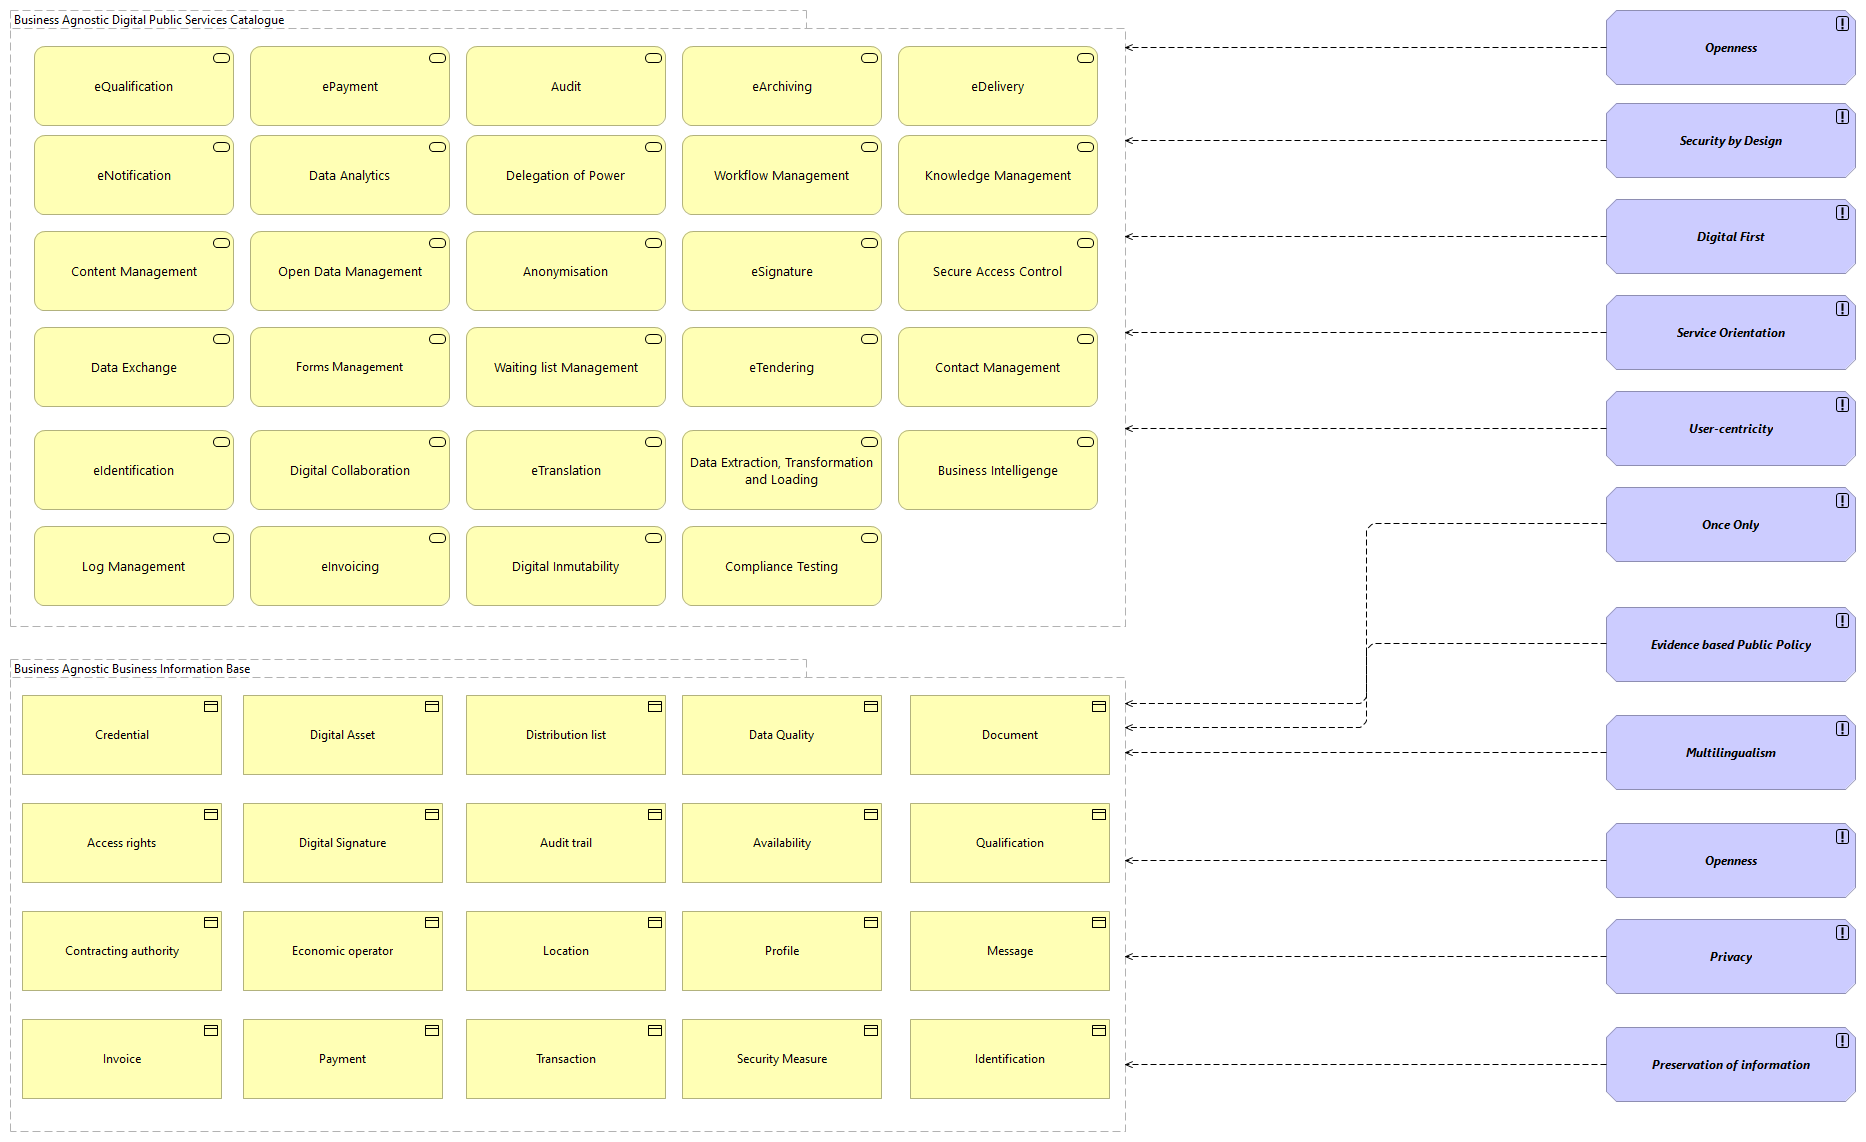 Business Agnostic Digital Public Services Catalogue
eQualification
ePayment
Audit
eArchiving
eDelivery
eNotification
Data Analytics
Delegation of Power
Workflow Management
Knowledge Management
Content Management
Open Data Management
Anonymisation
eSignature
Secure Access Control
Data Exchange
Forms Management
Waiting list Management
eTendering
Contact Management
eIdentification
Digital Collaboration
eTranslation
Data Extraction, Transformation
and Loading
Business Intelligenge
Log Management
eInvoicing
Digital Inmutability
Compliance Testing
Openness
Security by Design
Digital First
Service Orientation
User-centricity
Once Only
Evidence based Public Policy
Business Agnostic Business Information Base
Credential
Digital Asset
Distribution list
Data Quality
Document
Access rights
Digital Signature
Audit trail
Availability
Qualification
Contracting authority
Economic operator
Location
Profile
Message
Invoice
Payment
Transaction
Security Measure
Identification
Multilingualism
Openness
Privacy
Preservation of information